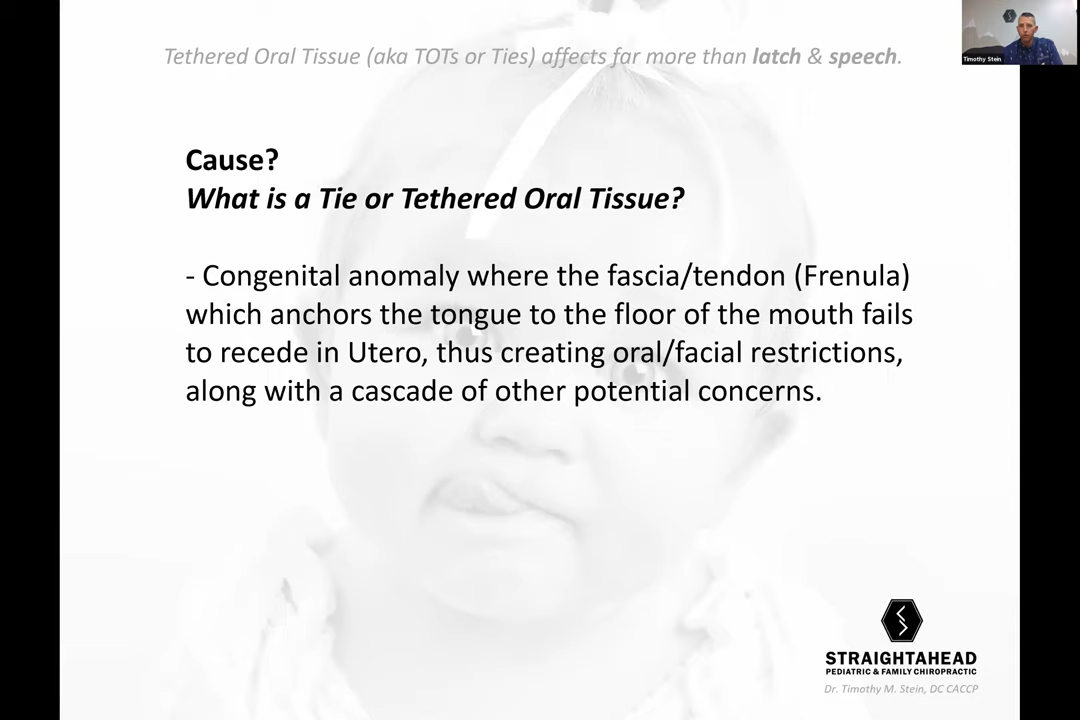 Tethered Oral Tissue (aka TOTs or Ties) affects far more than latch & speech.
Timothy Stein
Cause?
What is a Tie or Tethered Oral Tissue?
- Congenital anomaly where the fascia/tendon (Frenula)
which anchors the tongue to the floor of the mouth fails
to recede in Utero, thus creating oral/facial restrictions,
along with a cascade of other potential concerns.
STRAIGHTAHEAD
PEDIATRIC & FAMILY CHIROPRACTIC
Dr. Timothy M. Stein, DC CACCP